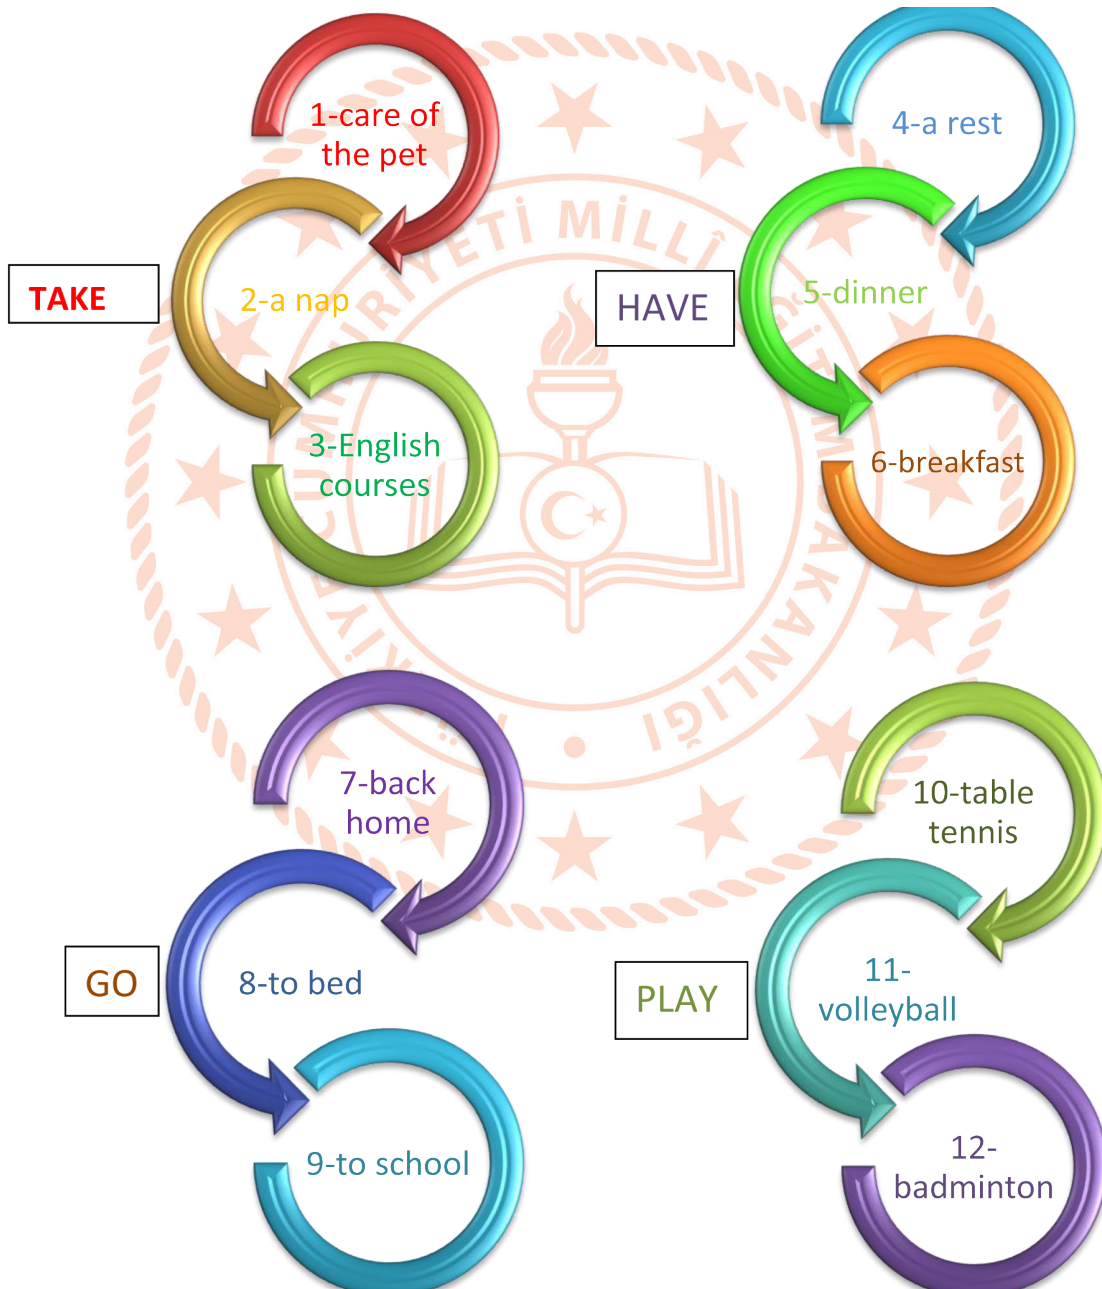 1-care of
the pet
TAKE
2-a nap
3-English
courses
4-a rest
HAVE
5-dinner
6-breakfast
7-back
home
GO
8-to bed
9-to school
10-table
tennis
PLAY
11-
volleyball
12-
badminton